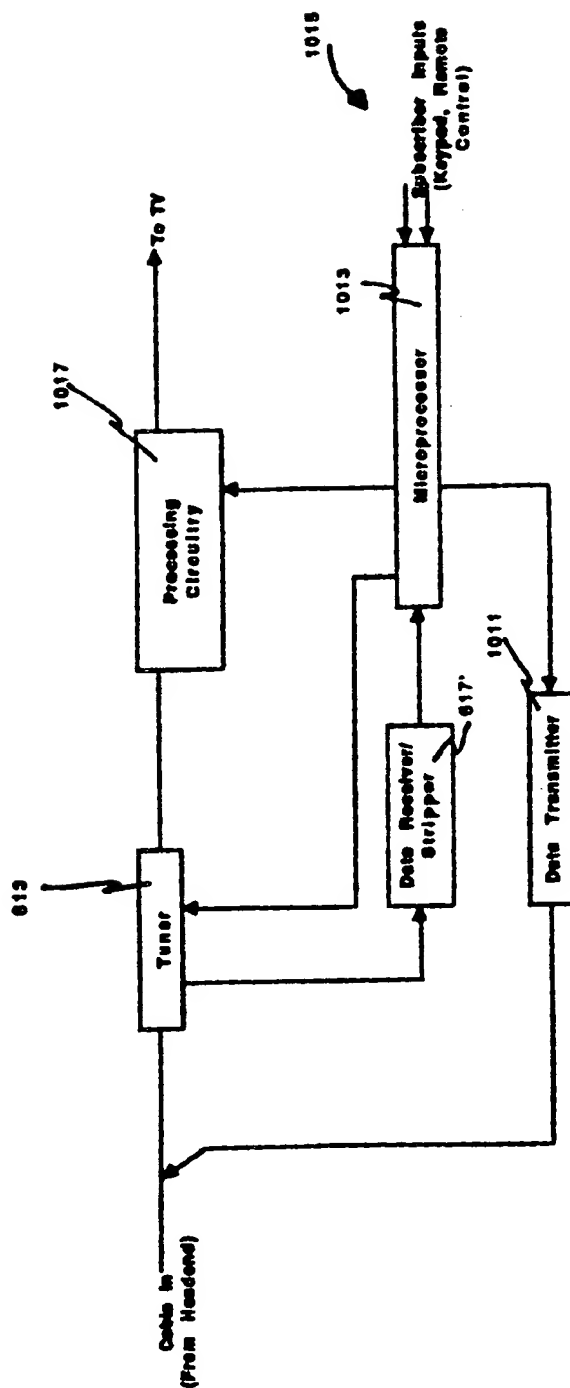 1015
Subscriber Inputs
(Keypad, Remote
Control)
To TV
1017
Processing
Circuitry
1013
Microprocessor
613
Tuner
Data Receiver/
Stripper
617'
1011
Data Transmitter
Cable In
(From Headend)